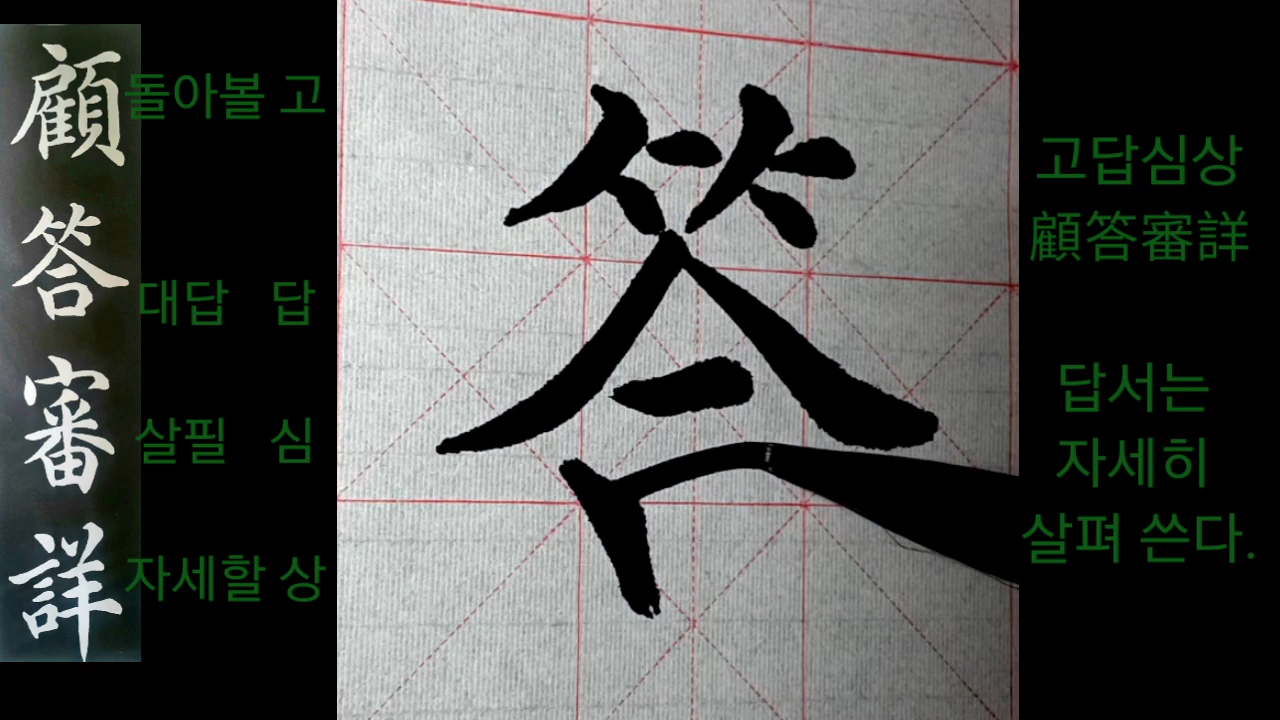 顧
돌아볼 고
答
대답 답
審
살필 심
詳
자세할 상
答
고답심상
顧答審詳
답서는
자세히
살펴 쓴다.